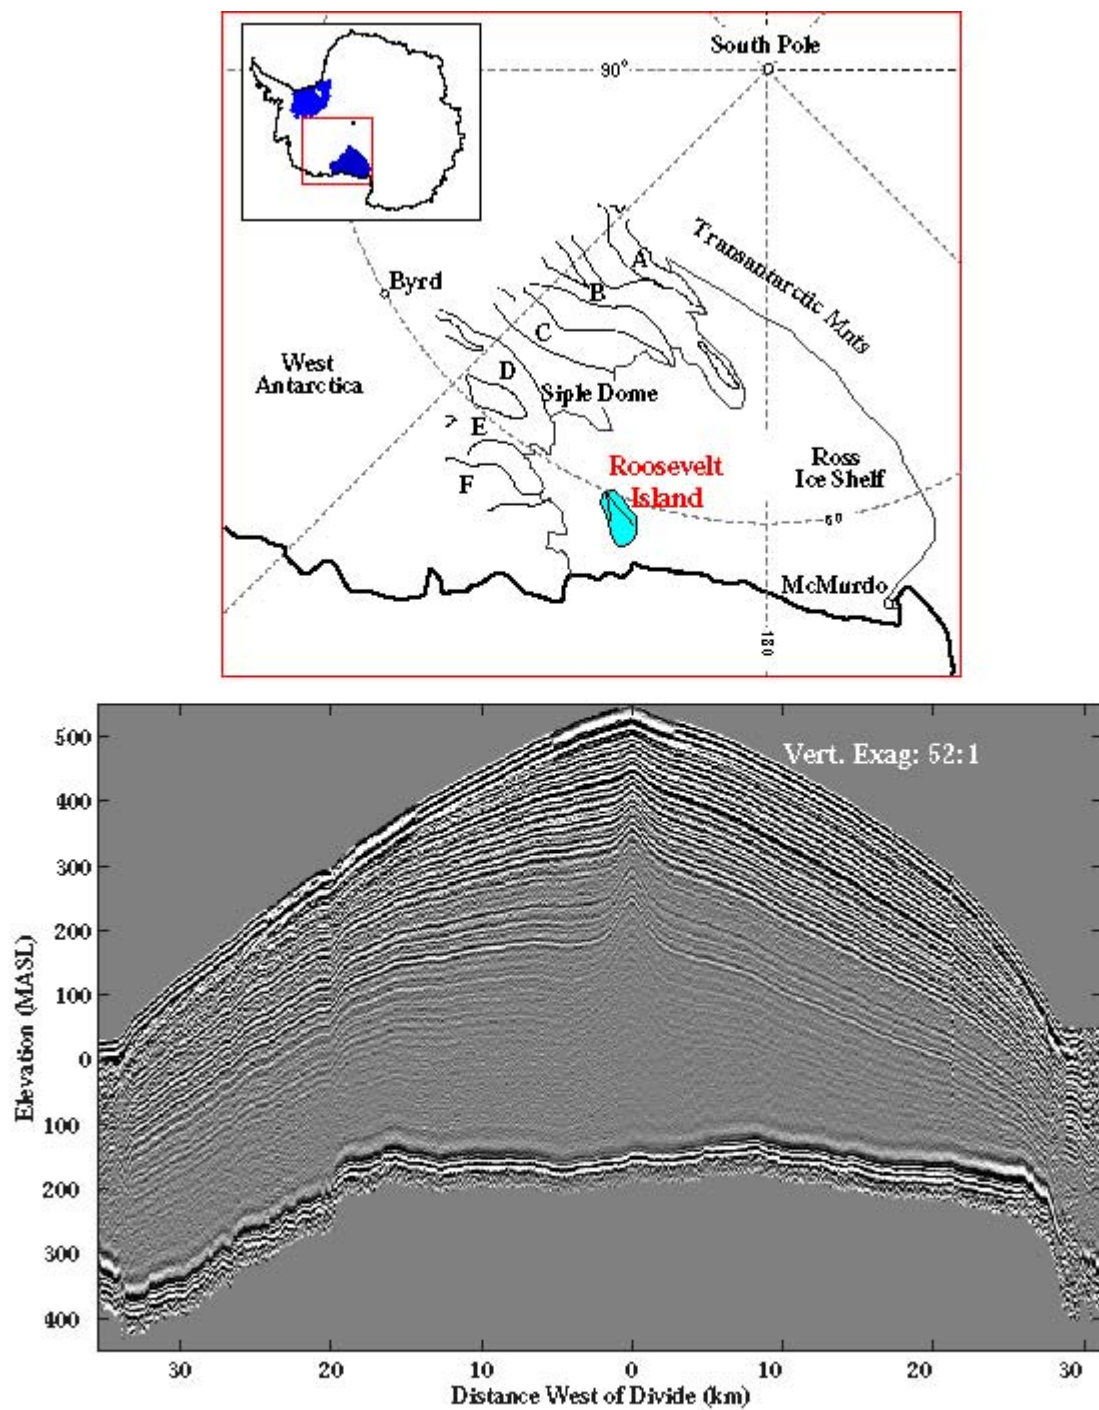 South Pole
90°
Transantarctic Mnts
A
Byrd
B
C
West
Antarctica
D
Siple Dome
E
Roosevelt
Island
Ross
Ice Shelf
F
McMurdo
180
Vert. Exag: 52:1
Elevation (MASL)
500
400
300
200
100
0
100
200
300
400
30
20
10
0
10
20
30
Distance West of Divide (km)